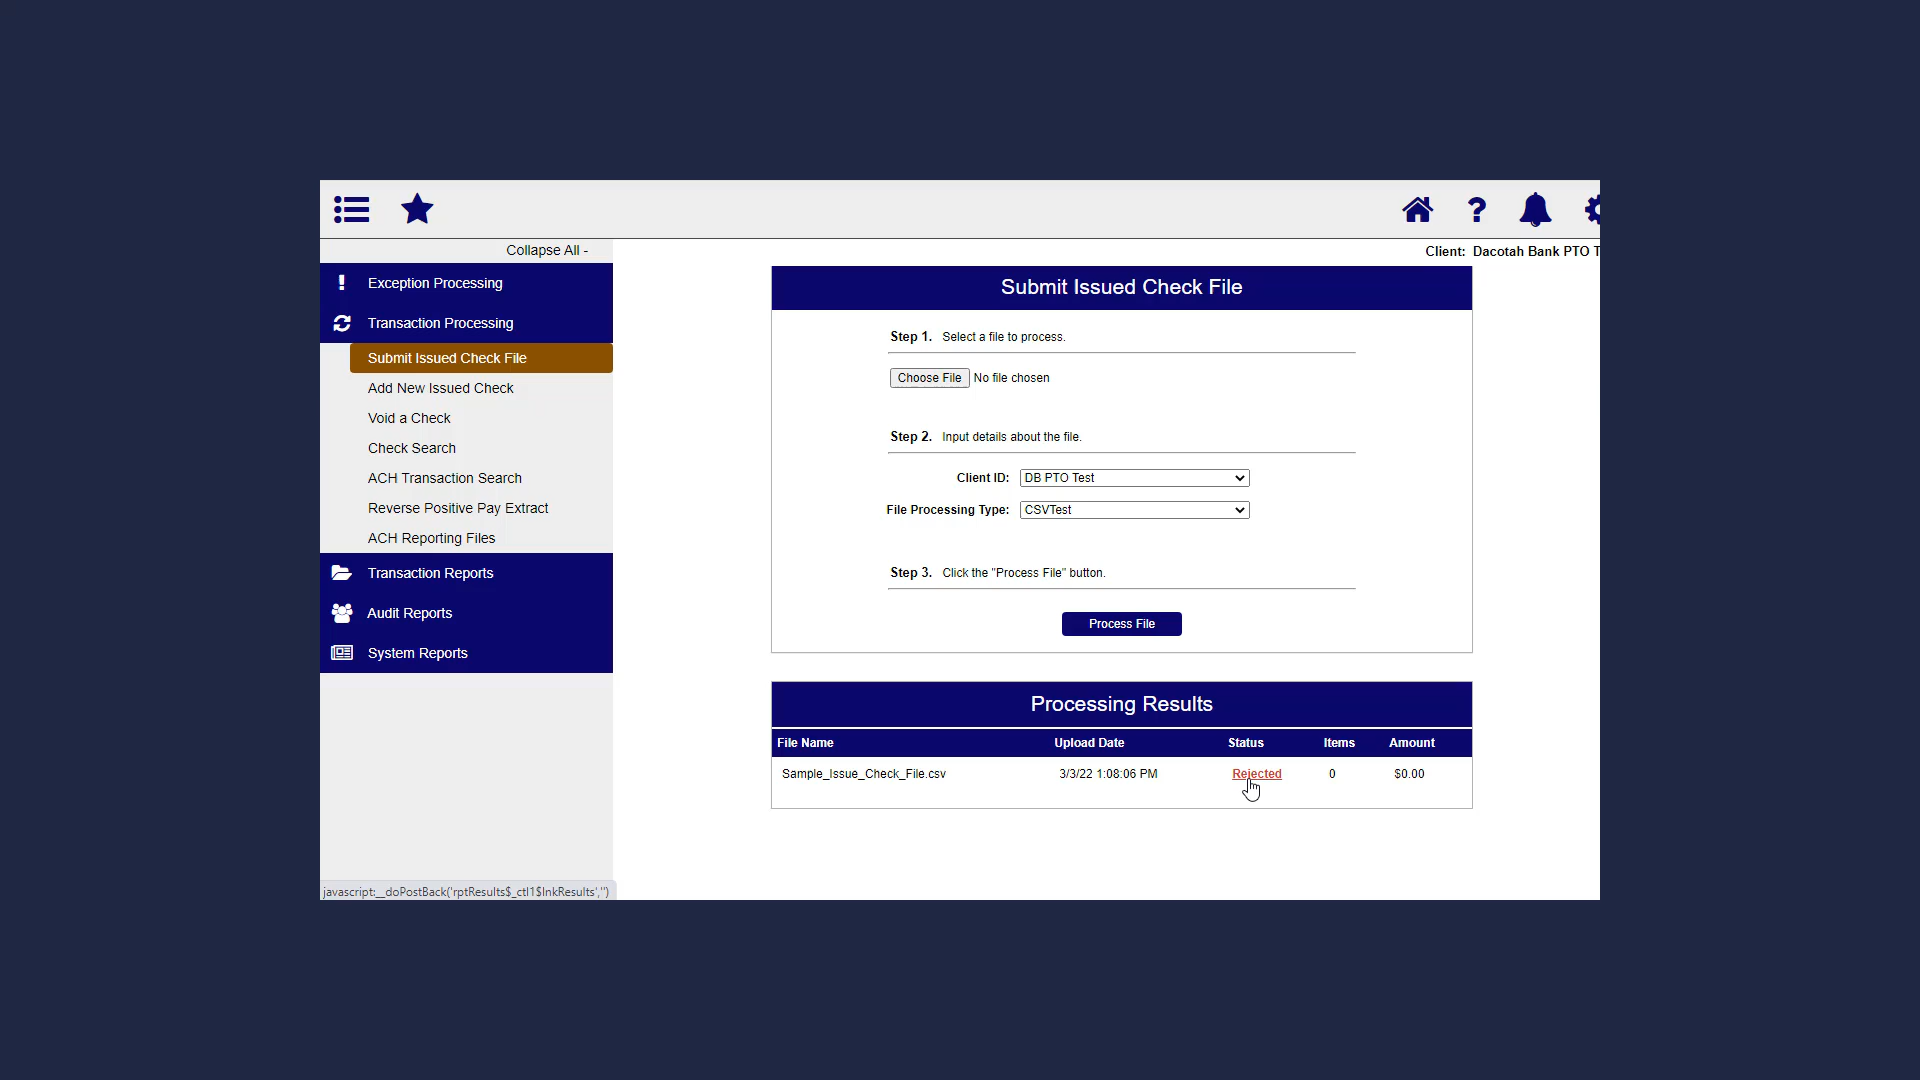 Collapse All -
Client: Dacotah Bank PTO T
Exception Processing
Transaction Processing
Submit Issued Check File
Add New Issued Check
Void a Check
Check Search
ACH Transaction Search
Reverse Positive Pay Extract
ACH Reporting Files
Transaction Reports
Audit Reports
System Reports
Submit Issued Check File
Step 1. Select a file to process.
Choose File No file chosen
Step 2. Input details about the file.
Client ID: DB PTO Test
File Processing Type: CSVTest
Step 3. Click the "Process File" button.
Process File
Processing Results
File Name Upload Date Status Items Amount
Sample_Issue_Check_File.csv 3/3/22 1:08:06 PM Rejected 0 $0.00
javascript:__doPostBack('rptResults$_ctl1$lnkResults','')